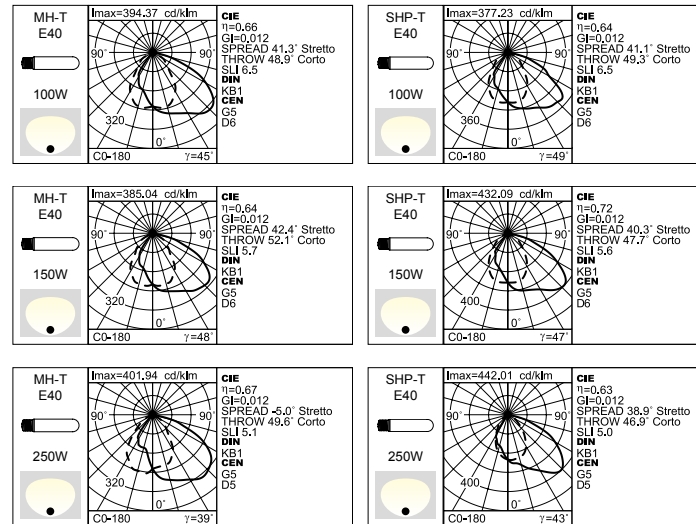 MH-T
E40
100W
Imax=394.37 cd/klm
90˚
90˚
320
0˚
C0-180
γ=45˚
CIE
η=0.66
GI=0.012
SPREAD 41.3˚ Stretto
THROW 48.9˚ Corto
SLI 6.5
DIN
KB1
CEN
G5
D6
SHP-T
E40
100W
Imax=377.23 cd/klm
90˚
90˚
360
0˚
C0-180
γ=49˚
CIE
η=0.64
GI=0.012
SPREAD 41.1˚ Stretto
THROW 49.3˚ Corto
SLI 6.5
DIN
KB1
CEN
G5
D6
MH-T
E40
150W
Imax=385.04 cd/klm
90˚
90˚
320
0˚
C0-180
γ=48˚
CIE
η=0.64
GI=0.012
SPREAD 42.4˚ Stretto
THROW 52.1˚ Corto
SLI 5.7
DIN
KB1
CEN
G5
D6
SHP-T
E40
150W
Imax=432.09 cd/klm
90˚
90˚
400
0˚
C0-180
γ=47˚
CIE
η=0.72
GI=0.012
SPREAD 40.3˚ Stretto
THROW 47.7˚ Corto
SLI 5.6
DIN
KB1
CEN
G5
D6
MH-T
E40
250W
Imax=401.94 cd/klm
90˚
90˚
320
0˚
C0-180
γ=39˚
CIE
η=0.67
GI=0.012
SPREAD -5.0˚ Stretto
THROW 49.6˚ Corto
SLI 5.1
DIN
KB1
CEN
G5
D5
SHP-T
E40
250W
Imax=442.01 cd/klm
90˚
90˚
400
0˚
C0-180
γ=43˚
CIE
η=0.63
GI=0.012
SPREAD 38.9˚ Stretto
THROW 46.9˚ Corto
SLI 5.0
DIN
KB1
CEN
G5
D6